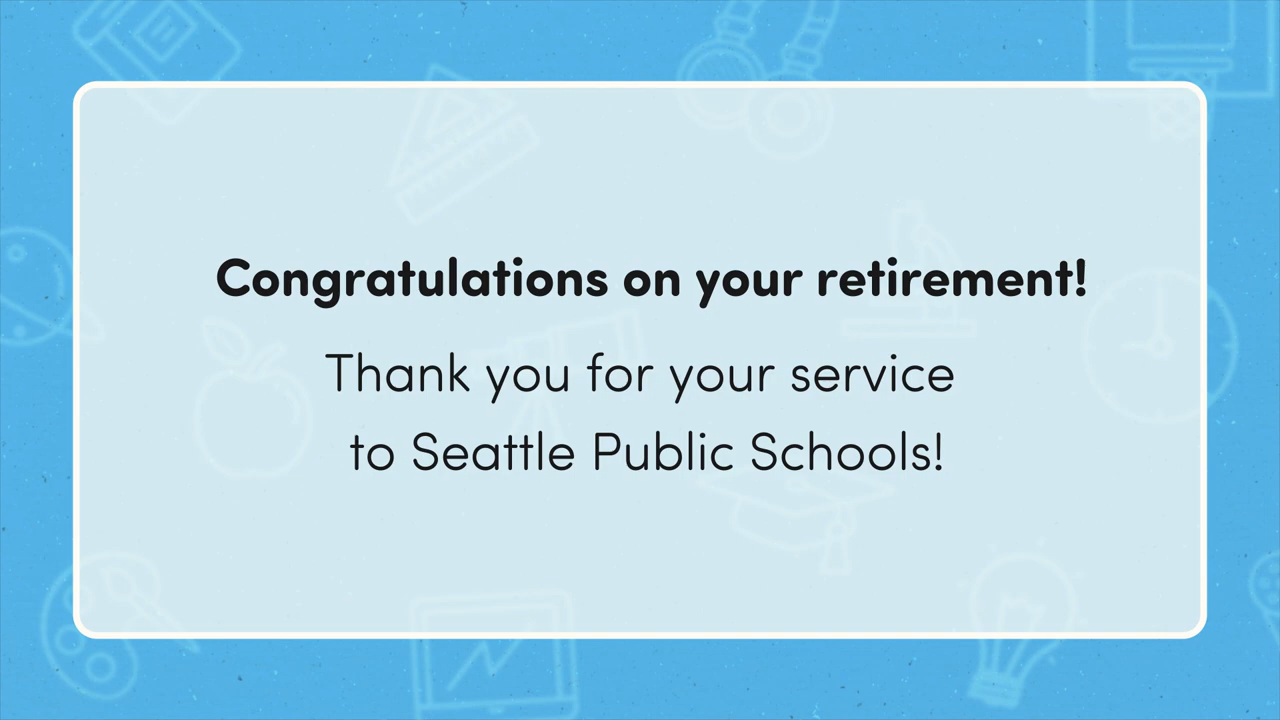 Congratulations on your retirement!
Thank you for your service
to Seattle Public Schools!